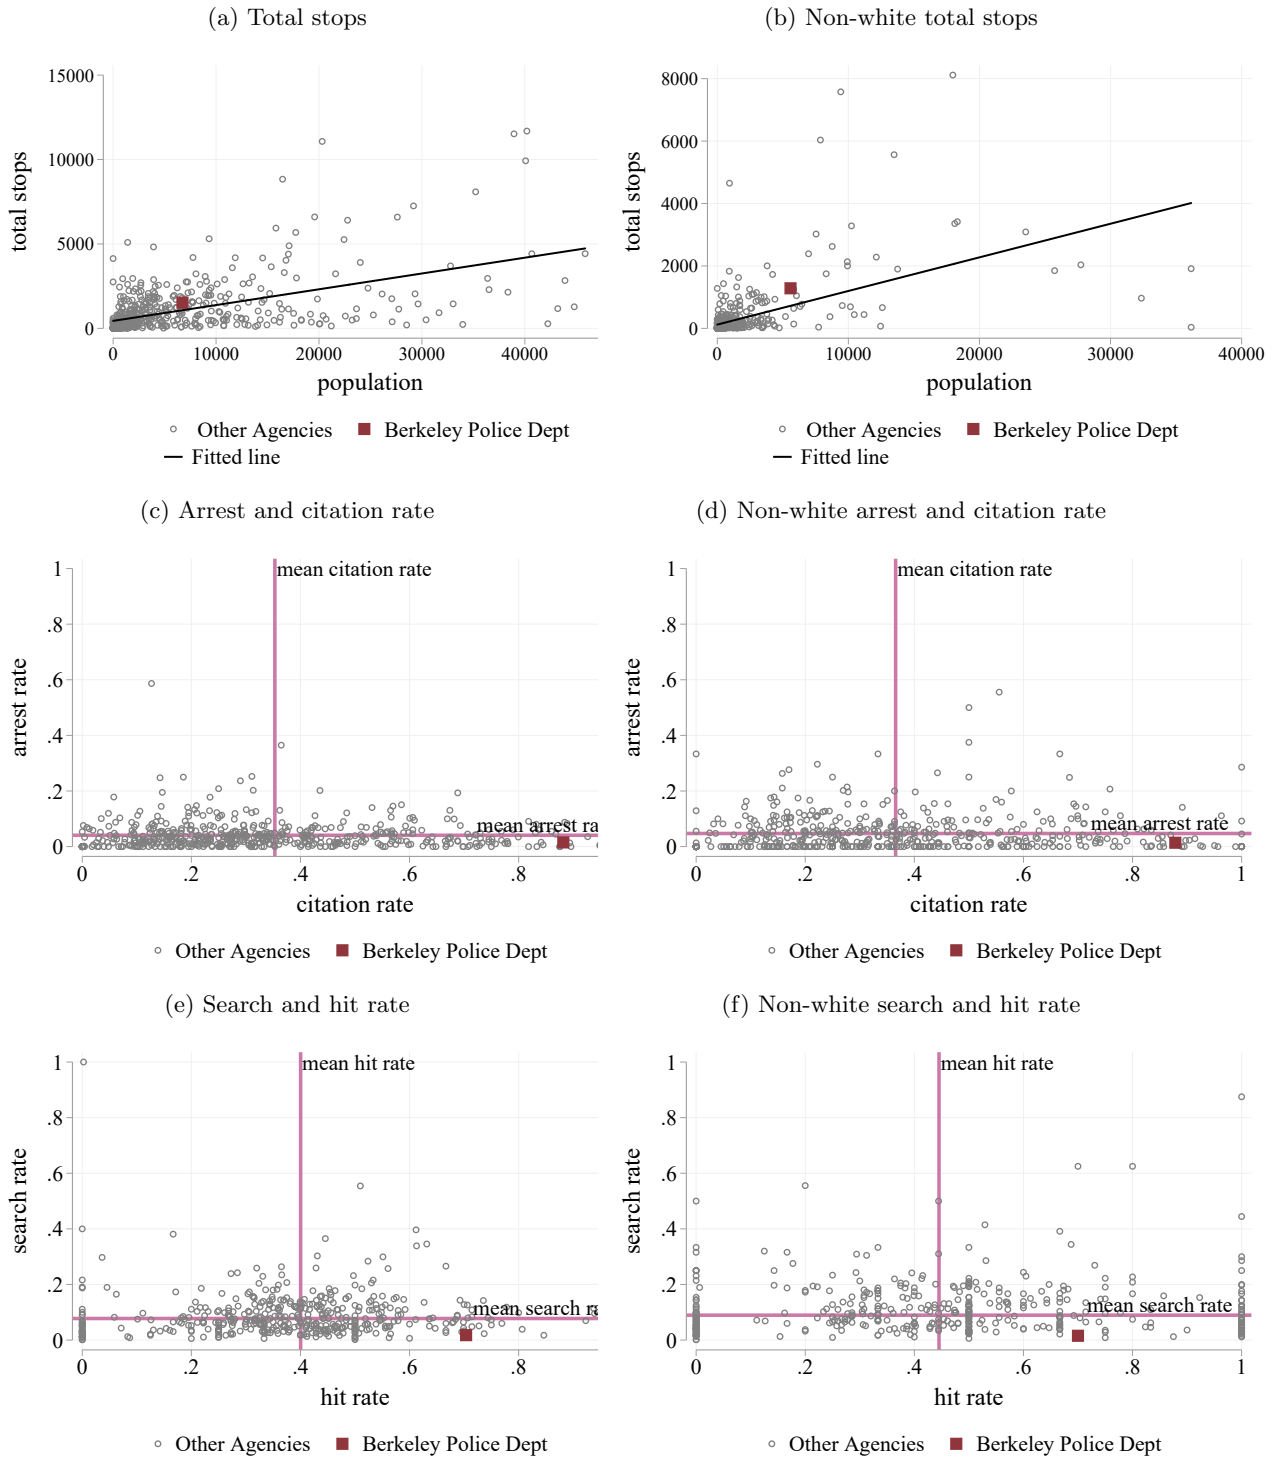 (a) Total stops
(b) Non-white total stops
total stops
15000
10000
5000
0
0
10000
20000
30000
40000
population
Other Agencies
Berkeley Police Dept
Fitted line
total stops
8000
6000
4000
2000
0
0
10000
20000
30000
40000
population
Other Agencies
Berkeley Police Dept
Fitted line
(c) Arrest and citation rate
(d) Non-white arrest and citation rate
arrest rate
1
.8
.6
.4
.2
0
mean citation rate
mean arrest ra
0
.2
.4
.6
.8
citation rate
Other Agencies
Berkeley Police Dept
arrest rate
1
.8
.6
.4
.2
0
mean citation rate
mean arrest rate
0
.2
.4
.6
.8
1
citation rate
Other Agencies
Berkeley Police Dept
(e) Search and hit rate
(f) Non-white search and hit rate
search rate
1
.8
.6
.4
.2
0
mean hit rate
mean search ra
0
.2
.4
.6
.8
hit rate
Other Agencies
Berkeley Police Dept
search rate
1
.8
.6
.4
.2
0
mean hit rate
mean search rate
0
.2
.4
.6
.8
1
hit rate
Other Agencies
Berkeley Police Dept